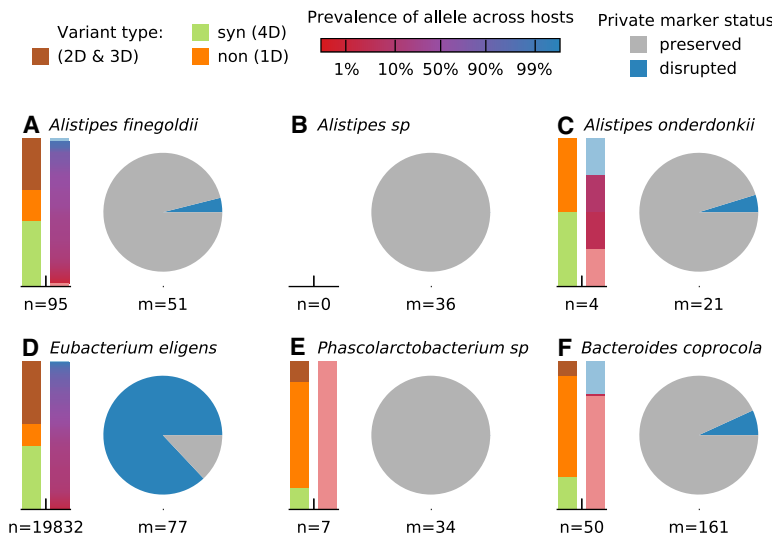 Variant type:
(2D & 3D)
syn (4D)
non (1D)
Prevalence of allele across hosts
1% 10% 50% 90% 99%
Private marker status
preserved
disrupted
A Alistipes finegoldii
n=95 m=51
B Alistipes sp
n=0 m=36
C Alistipes onderdonkii
n=4 m=21
D Eubacterium eligens
n=19832 m=77
E Phascolarctobacterium sp
n=7 m=34
F Bacteroides coprocola
n=50 m=161